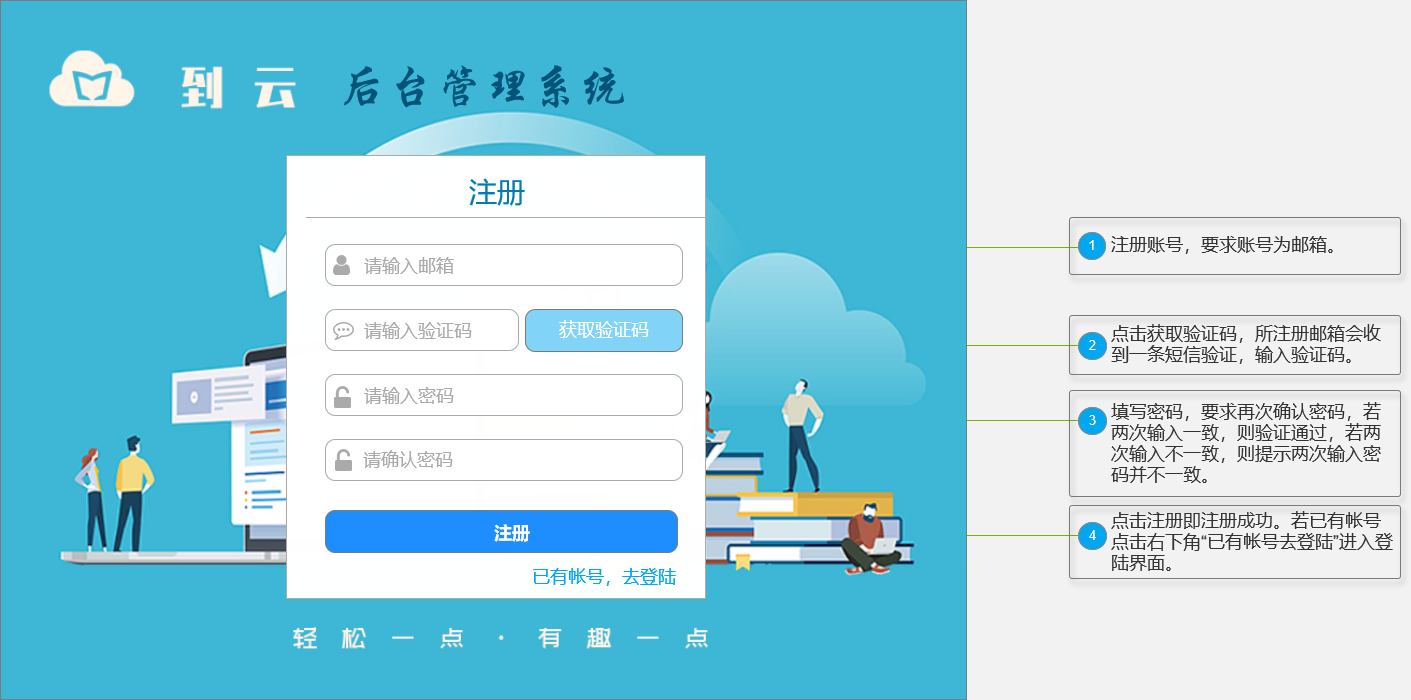 到 云 后台管理系统
注册
请输入邮箱
请输入验证码 获取验证码
请输入密码
请确认密码
注册
已有帐号，去登陆
轻 松 一 点 · 有 趣 一 点
1 注册账号，要求账号为邮箱。
2 点击获取验证码，所注册邮箱会收
到一条短信验证，输入验证码。
3 填写密码，要求再次确认密码，若
两次输入一致，则验证通过，若两
次输入不一致，则提示两次输入密
码并不一致。
4 点击注册即注册成功。若已有帐号
点击右下角“已有帐号去登陆”进入登
陆界面。